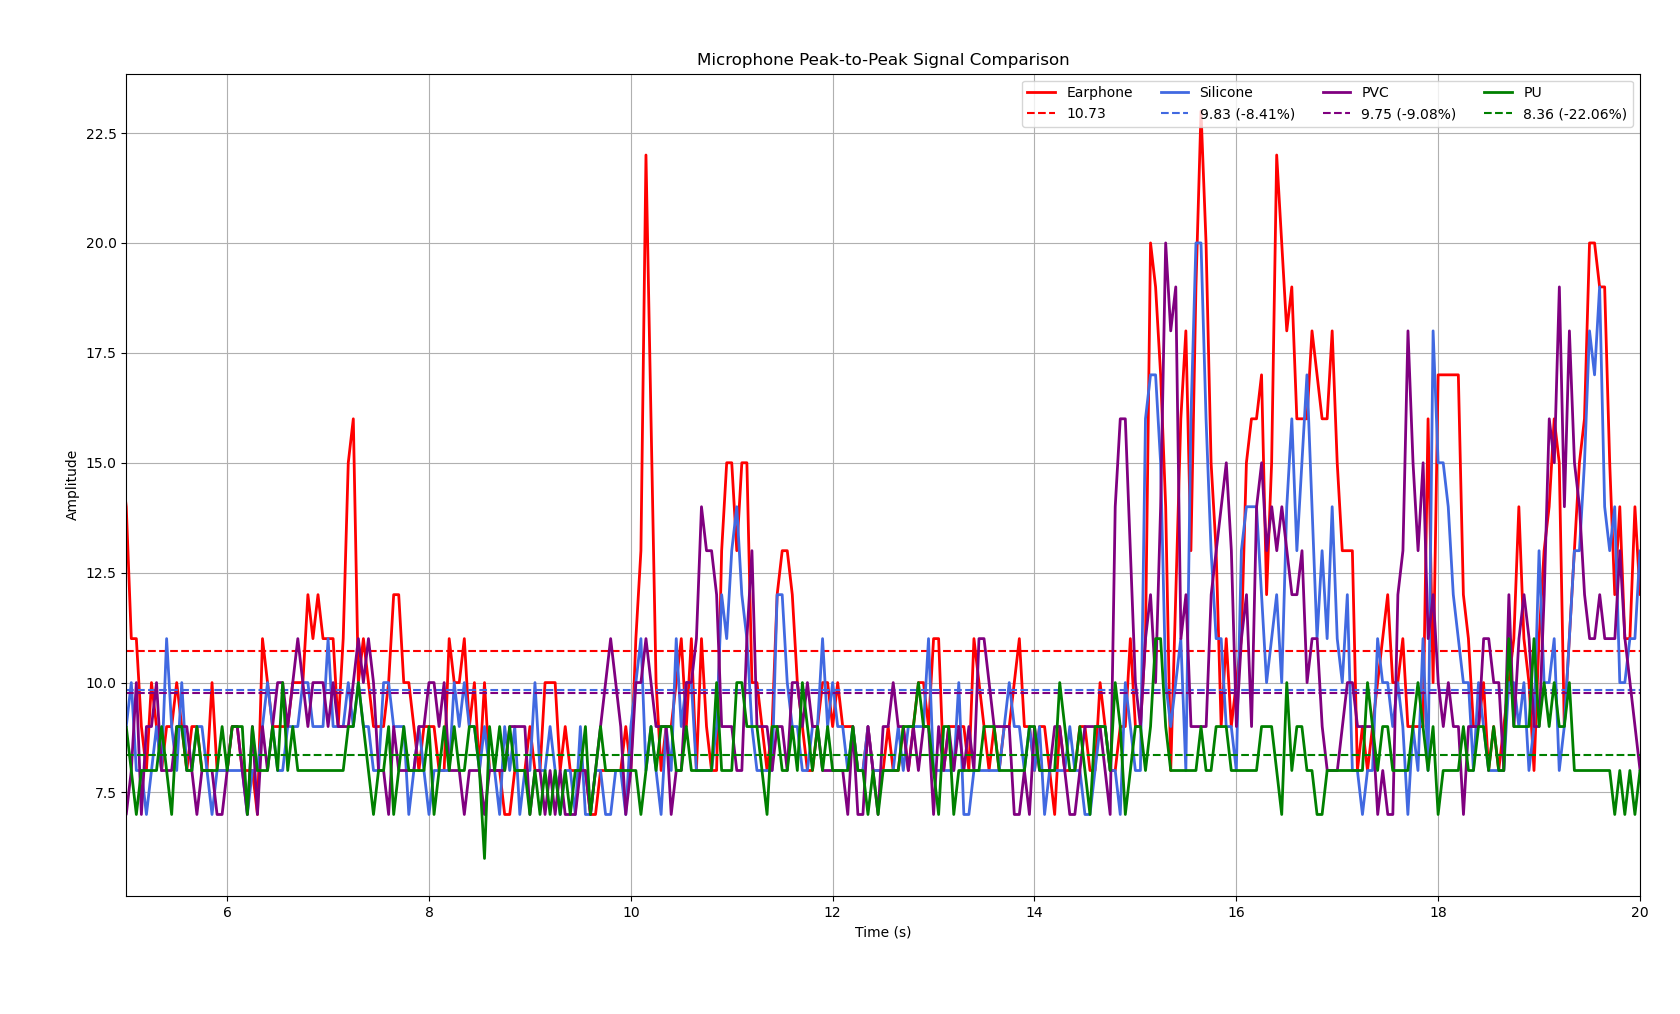 Microphone Peak-to-Peak Signal Comparison
Earphone Silicone PVC PU
10.73 9.83 (-8.41%) 9.75 (-9.08%) 8.36 (-22.06%)
22.5
20.0
17.5
15.0
12.5
10.0
7.5
Amplitude
6 8 10 12 14 16 18 20
Time (s)